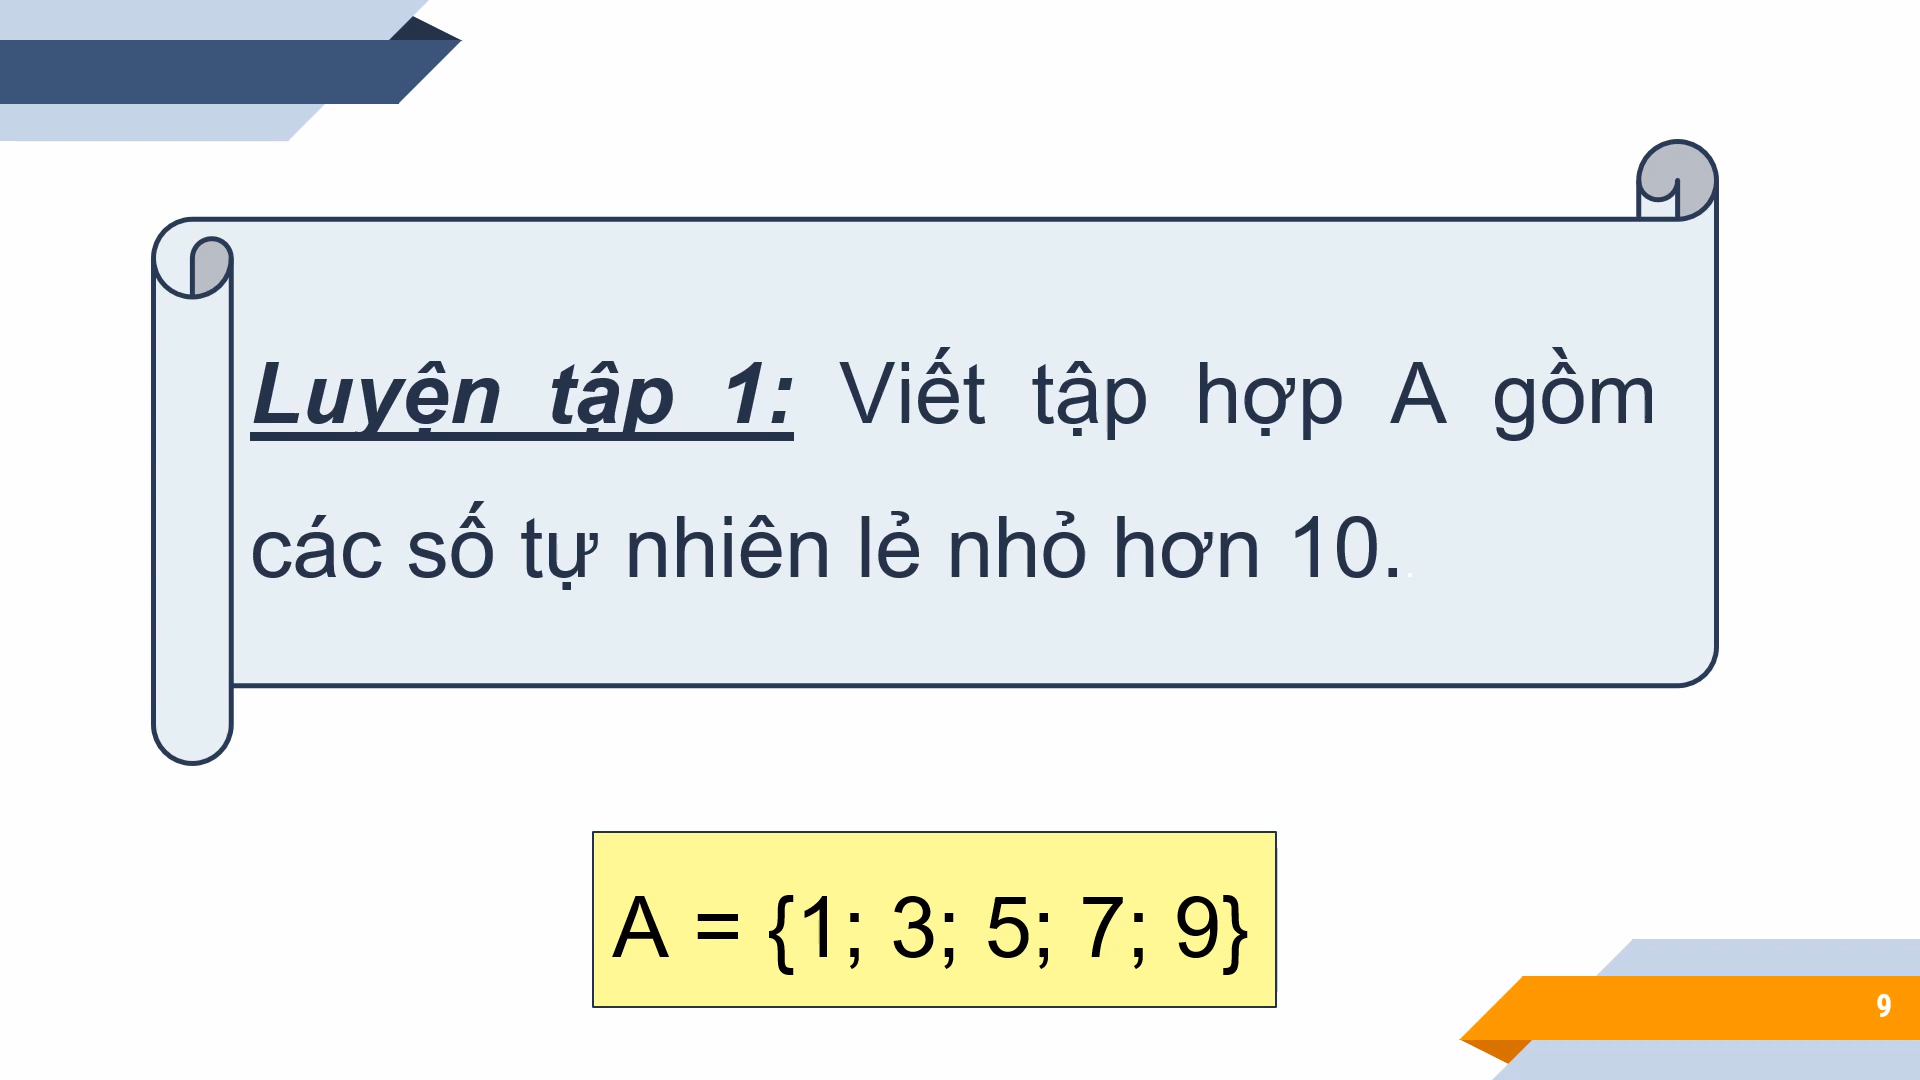 Luyện tập 1: Viết tập hợp A gồm
các số tự nhiên lẻ nhỏ hơn 10..
A = {1; 3; 5; 7; 9}
9